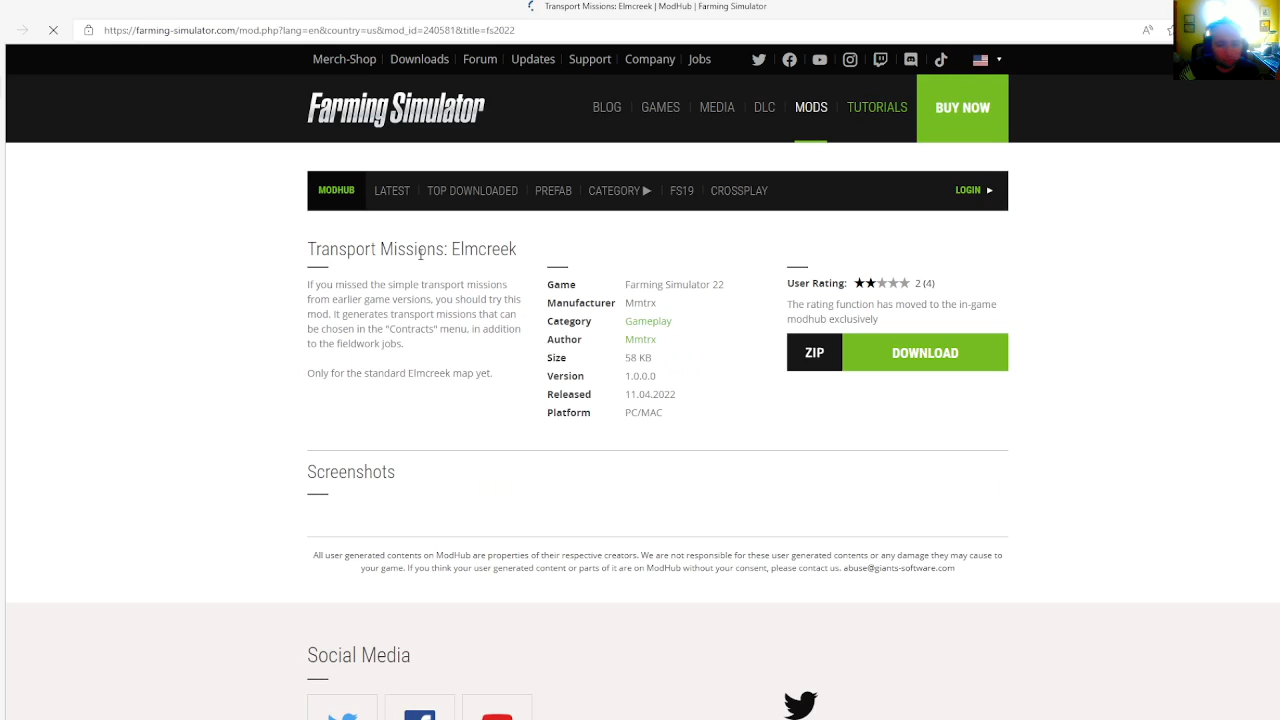 Transport Missions: Elmcreek | ModHub | Farming Simulator
https://farming-simulator.com/mod.php?lang=en&country=us&mod_id=240581&title=fs2022
Merch-Shop Downloads Forum Updates Support Company Jobs
Farming Simulator BLOG GAMES MEDIA DLC MODS TUTORIALS BUY NOW
MODHUB LATEST TOP DOWNLOADED PREFAB CATEGORY ▶ FS19 CROSSPLAY LOGIN ▶
Transport Missions: Elmcreek
If you missed the simple transport missions
from earlier game versions, you should try this
mod. It generates transport missions that can
be chosen in the "Contracts" menu, in addition
to the fieldwork jobs.
Only for the standard Elmcreek map yet.
Game Farming Simulator 22
Manufacturer Mmtrx
Category Gameplay
Author Mmtrx
Size 58 KB
Version 1.0.0.0
Released 11.04.2022
Platform PC/MAC
User Rating: 2 (4)
The rating function has moved to the in-game
modhub exclusively
ZIP DOWNLOAD
Screenshots
All user generated contents on ModHub are properties of their respective creators. We are not responsible for these user generated contents or any damage they may cause to
your game. If you think your user generated content or parts of it are on ModHub without your consent, please contact us. abuse@giants-software.com
Social Media